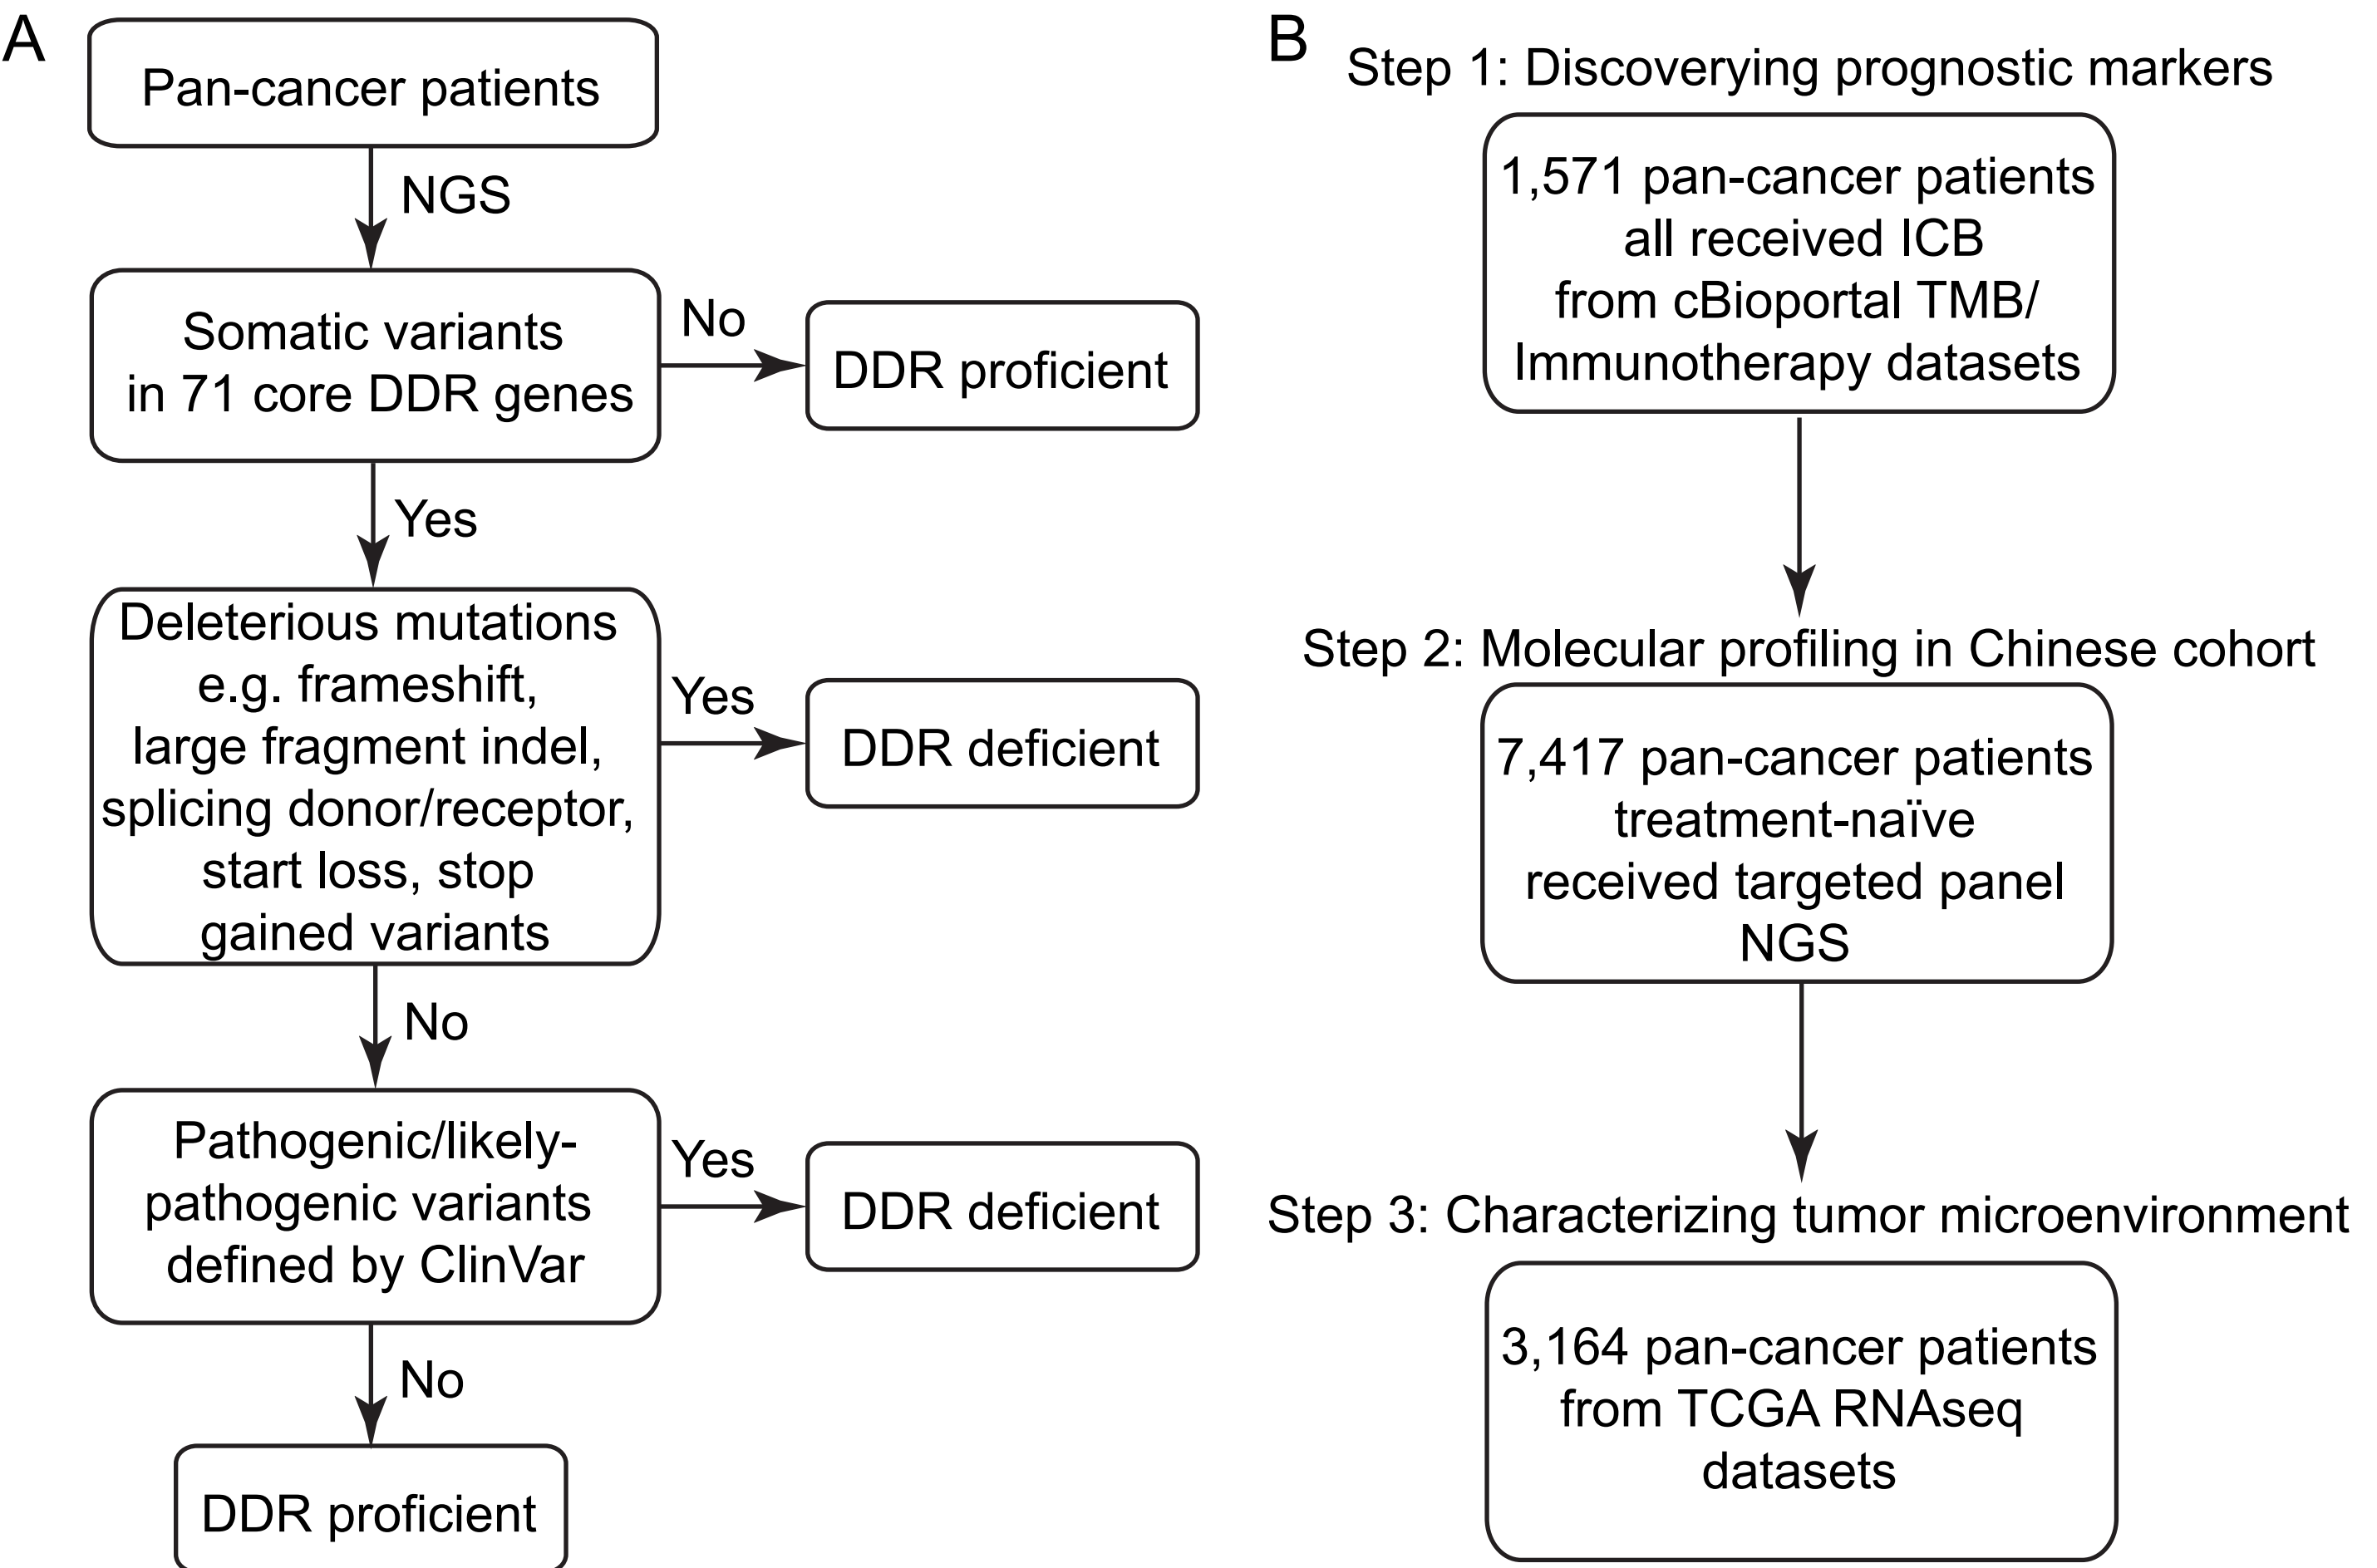 A
Pan-cancer patients
NGS
Somatic variants
in 71 core DDR genes
No
DDR proficient
Yes
Deleterious mutations
e.g. frameshift,
large fragment indel,
splicing donor/receptor,
start loss, stop
gained variants
Yes
DDR deficient
No
Pathogenic/likely-
pathogenic variants
defined by ClinVar
Yes
DDR deficient
No
DDR proficient
B
Step 1: Discoverying prognostic markers
1,571 pan-cancer patients
all received ICB
from cBioportal TMB/
Immunotherapy datasets
Step 2: Molecular profiling in Chinese cohort
7,417 pan-cancer patients
treatment-naïve
received targeted panel
NGS
Step 3: Characterizing tumor microenvironment
3,164 pan-cancer patients
from TCGA RNAseq
datasets